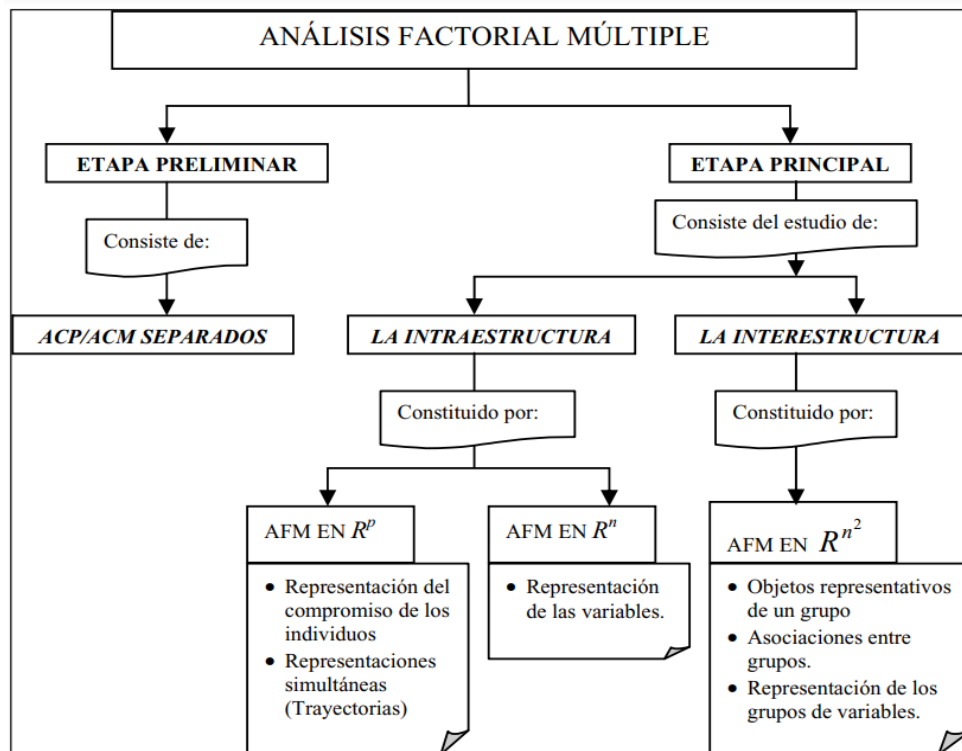 ANÁLISIS FACTORIAL MÚLTIPLE
ETAPA PRELIMINAR
ETAPA PRINCIPAL
Consiste de:
Consiste del estudio de:
ACP/ACM SEPARADOS
LA INTRAESTRUCTURA
LA INTERESTRUCTURA
Constituido por:
Constituido por:
AFM EN R^p
• Representación del
compromiso de los
individuos
• Representaciones
simultáneas
(Trayectorias)
AFM EN R^n
• Representación
de las variables.
AFM EN R^{n^2}
• Objetos representativos
de un grupo
• Asociaciones entre
grupos.
• Representación de los
grupos de variables.